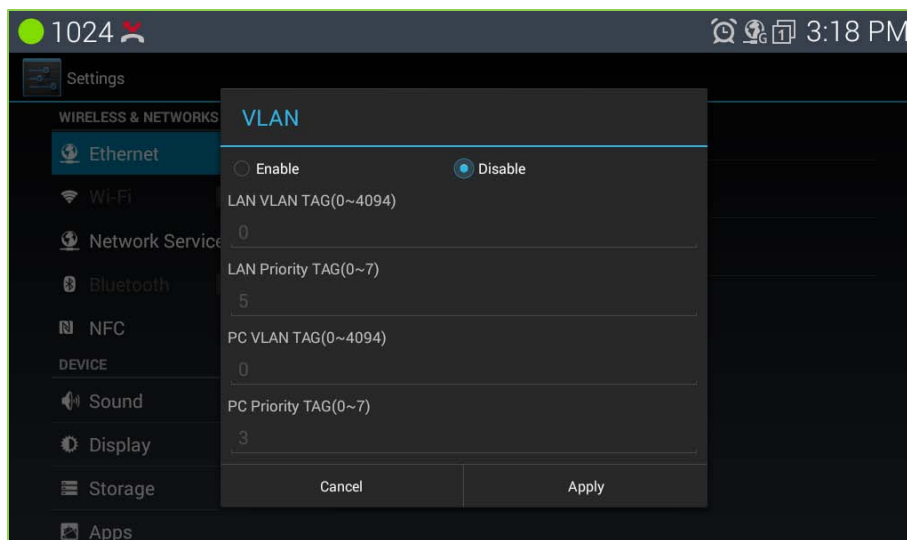 1024 3:18 PM
Settings
WIRELESS & NETWORKS
VLAN
Ethernet
Enable Disable
Wi-Fi
LAN VLAN TAG(0~4094)
0
Network Service
LAN Priority TAG(0~7)
Bluetooth
5
NFC
PC VLAN TAG(0~4094)
DEVICE
0
Sound
PC Priority TAG(0~7)
Display
3
Storage
Cancel Apply
Apps